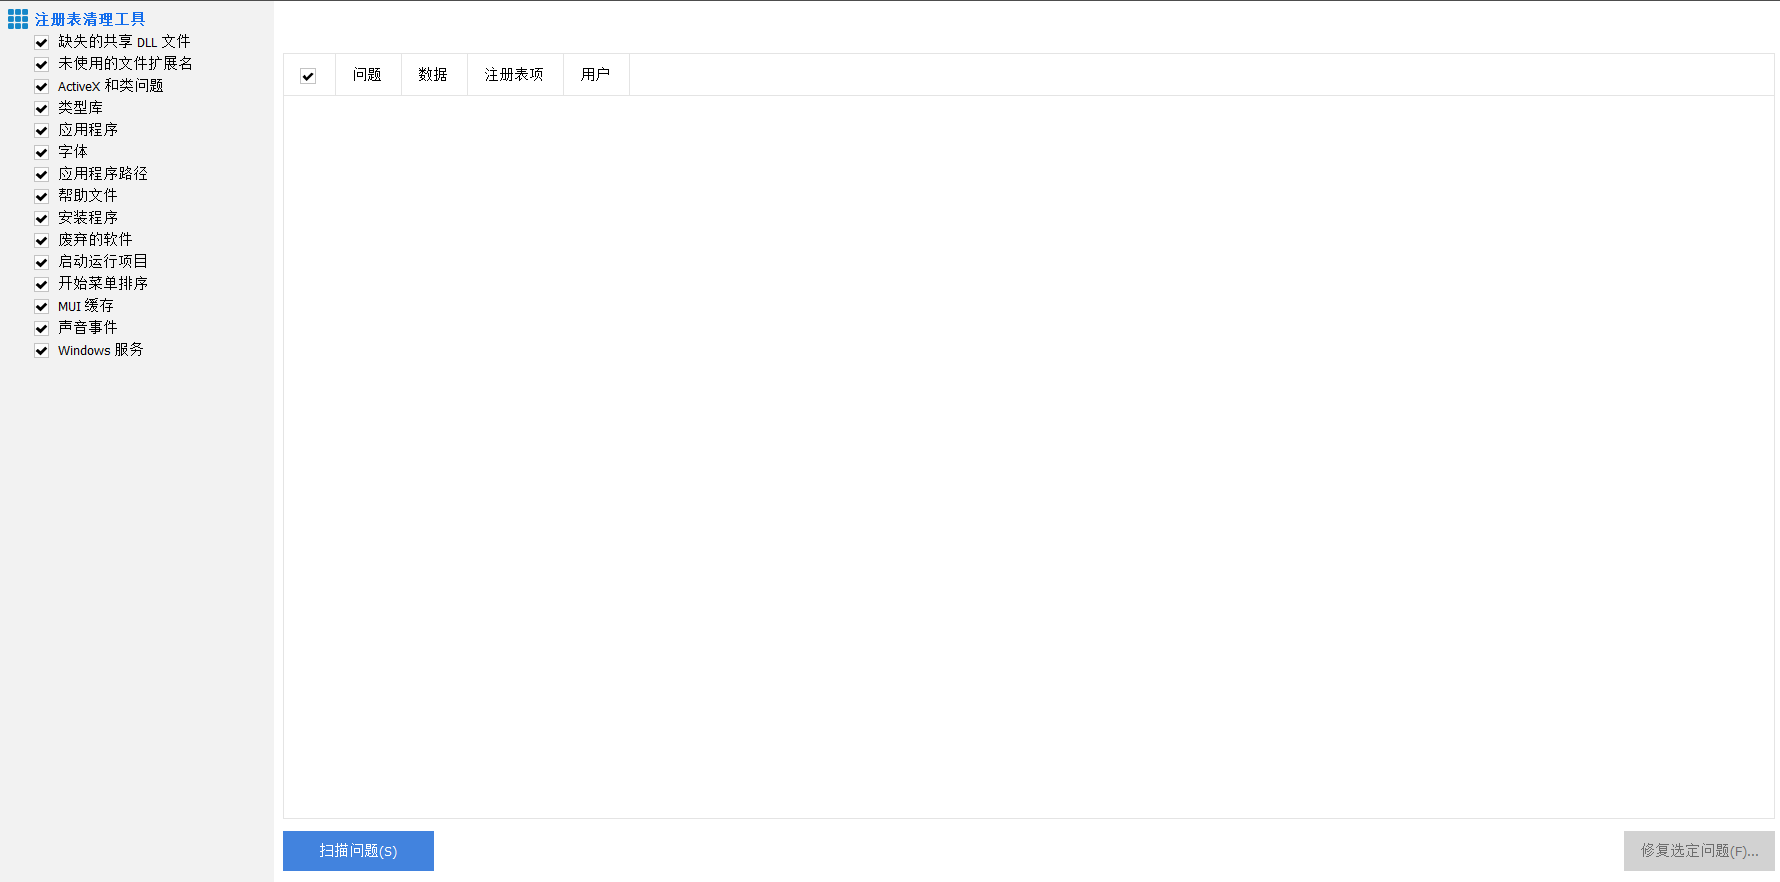 注册表清理工具
缺失的共享 DLL 文件
未使用的文件扩展名
ActiveX 和类问题
类型库
应用程序
字体
应用程序路径
帮助文件
安装程序
废弃的软件
启动运行项目
开始菜单排序
MUI 缓存
声音事件
Windows 服务
问题 数据 注册表项 用户
扫描问题(S) 修复选定问题(F)...